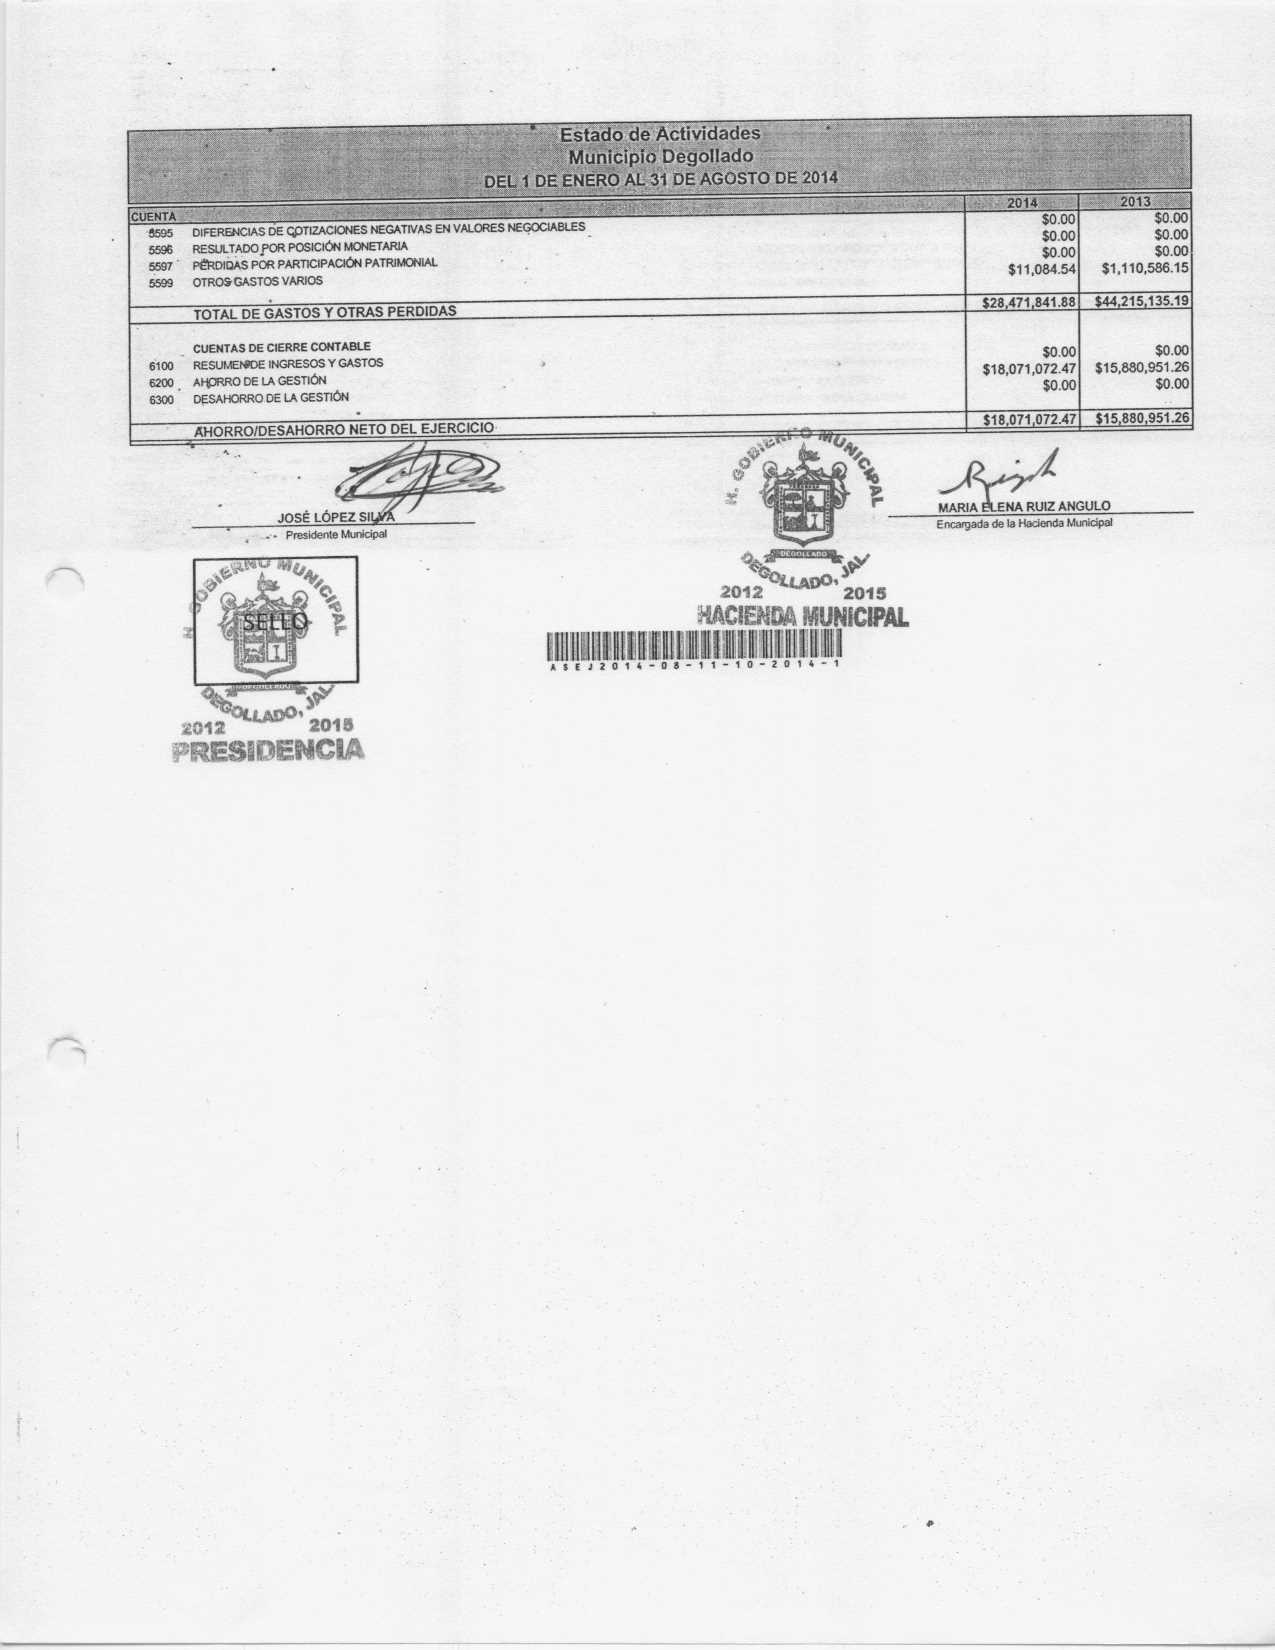 Estado de Actividades
Municipio Degollado
DEL 1 DE ENERO AL 31 DE AGOSTO DE 2014
CUENTA 2014 2013
5595 DIFERENCIAS DE COTIZACIONES NEGATIVAS EN VALORES NEGOCIABLES $0.00 $0.00
5596 RESULTADO POR POSICIÓN MONETARIA $0.00 $0.00
5597 PÉRDIDAS POR PARTICIPACIÓN PATRIMONIAL $0.00 $0.00
5599 OTROS GASTOS VARIOS $11,084.54 $1,110,586.15
TOTAL DE GASTOS Y OTRAS PERDIDAS $28,471,841.88 $44,215,135.19
CUENTAS DE CIERRE CONTABLE
6100 RESUMEN DE INGRESOS Y GASTOS $0.00 $0.00
6200 AHORRO DE LA GESTIÓN $18,071,072.47 $15,880,951.26
6300 DESAHORRO DE LA GESTIÓN $0.00 $0.00
AHORRO/DESAHORRO NETO DEL EJERCICIO $18,071,072.47 $15,880,951.26
JOSÉ LÓPEZ SILVA
Presidente Municipal
H. GOBIERNO MUNICIPAL
DEGOLLADO
DEGOLLADO, JAL.
2012 2015
HACIENDA MUNICIPAL
MARIA ELENA RUIZ ANGULO
Encargada de la Hacienda Municipal
ASEJ2014-08-11-10-2014-1
H GOBIERNO MUNICIPAL
SELLO
DEGOLLADO
DEGOLLADO, JAL.
2012 2015
PRESIDENCIA